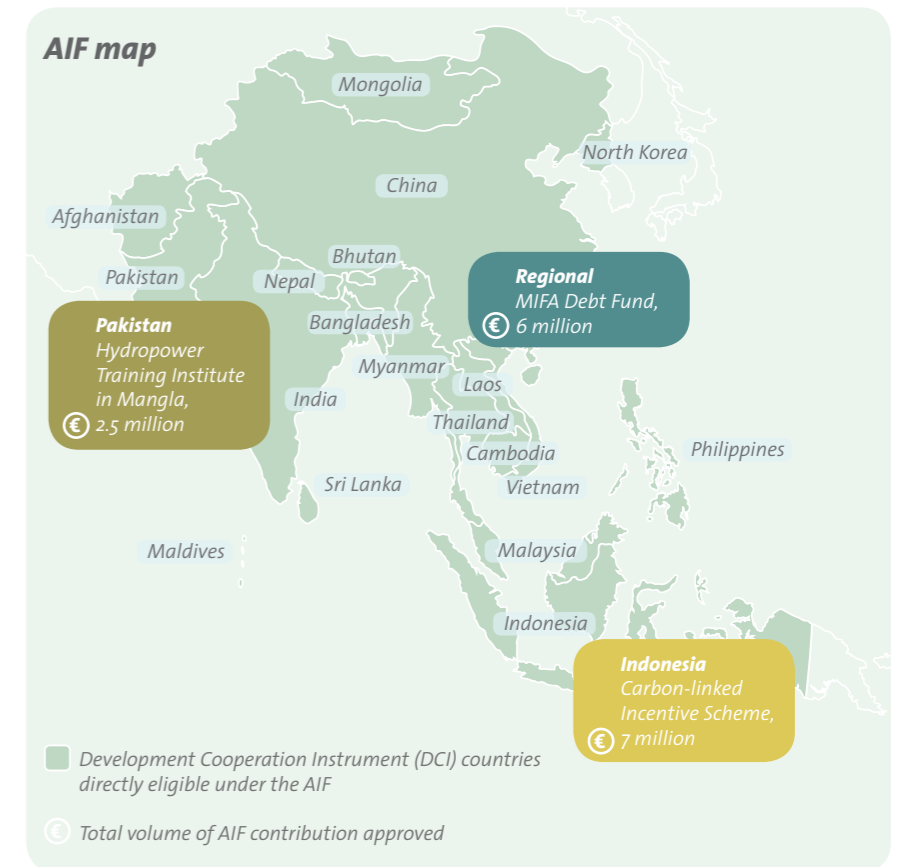 AIF map
Mongolia
North Korea
China
Afghanistan
Bhutan
Pakistan
Nepal
Regional
MIFA Debt Fund,
€ 6 million
Pakistan
Hydropower
Training Institute
in Mangla,
€ 2.5 million
Bangladesh
Myanmar
Laos
India
Thailand
Cambodia
Philippines
Sri Lanka
Vietnam
Maldives
Malaysia
Indonesia
Indonesia
Carbon-linked
Incentive Scheme,
€ 7 million
Development Cooperation Instrument (DCI) countries
directly eligible under the AIF
€ Total volume of AIF contribution approved